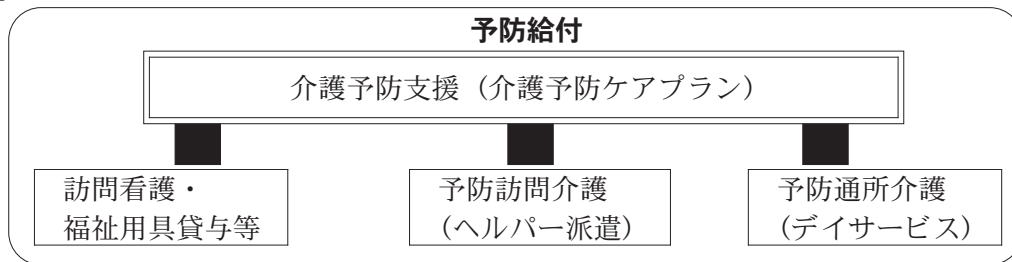 予防給付
介護予防支援（介護予防ケアプラン）
訪問看護・
福祉用具貸与等
予防訪問介護
（ヘルパー派遣）
予防通所介護
（デイサービス）